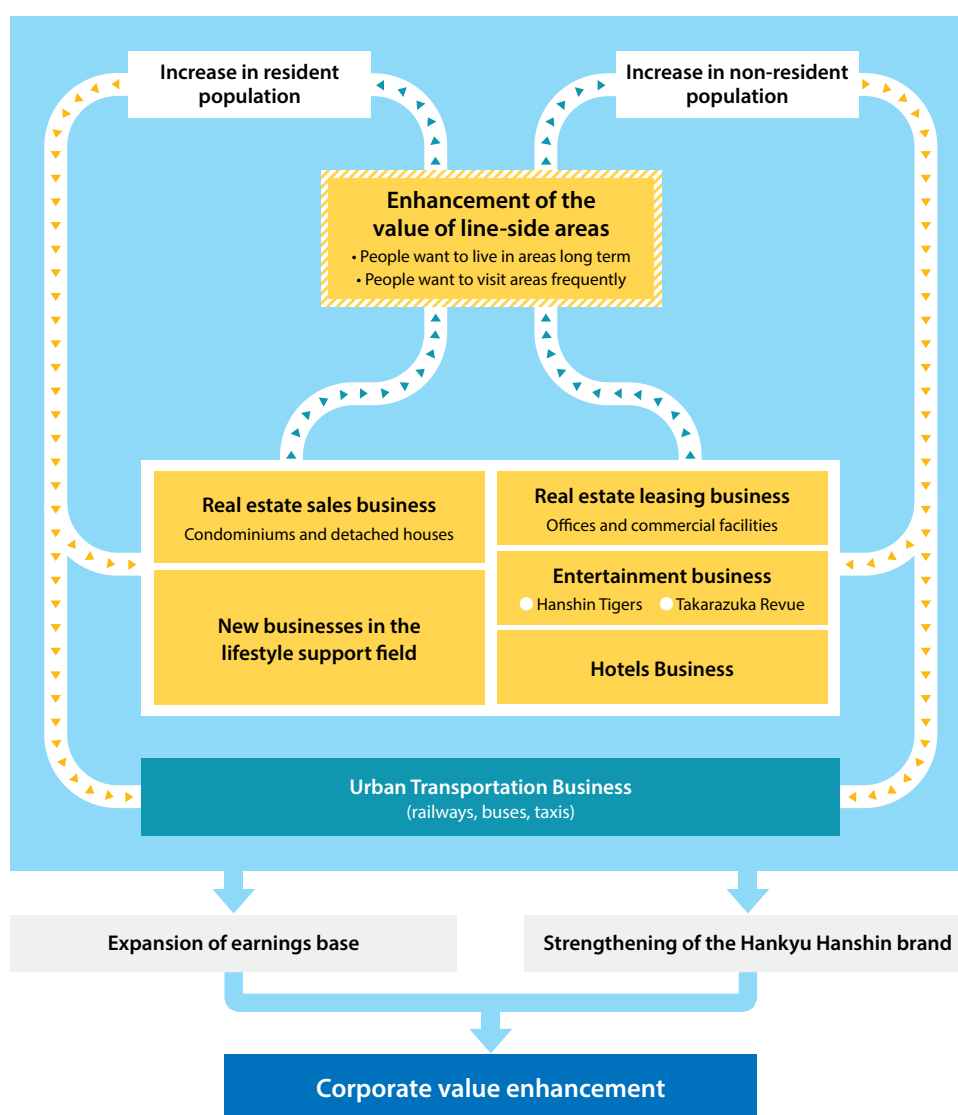 Increase in resident
population
Increase in non-resident
population
Enhancement of the
value of line-side areas
• People want to live in areas long term
• People want to visit areas frequently
Real estate sales business
Condominiums and detached houses
New businesses in the
lifestyle support field
Real estate leasing business
Offices and commercial facilities
Entertainment business
Hanshin Tigers Takarazuka Revue
Hotels Business
Urban Transportation Business
(railways, buses, taxis)
Expansion of earnings base
Strengthening of the Hankyu Hanshin brand
Corporate value enhancement